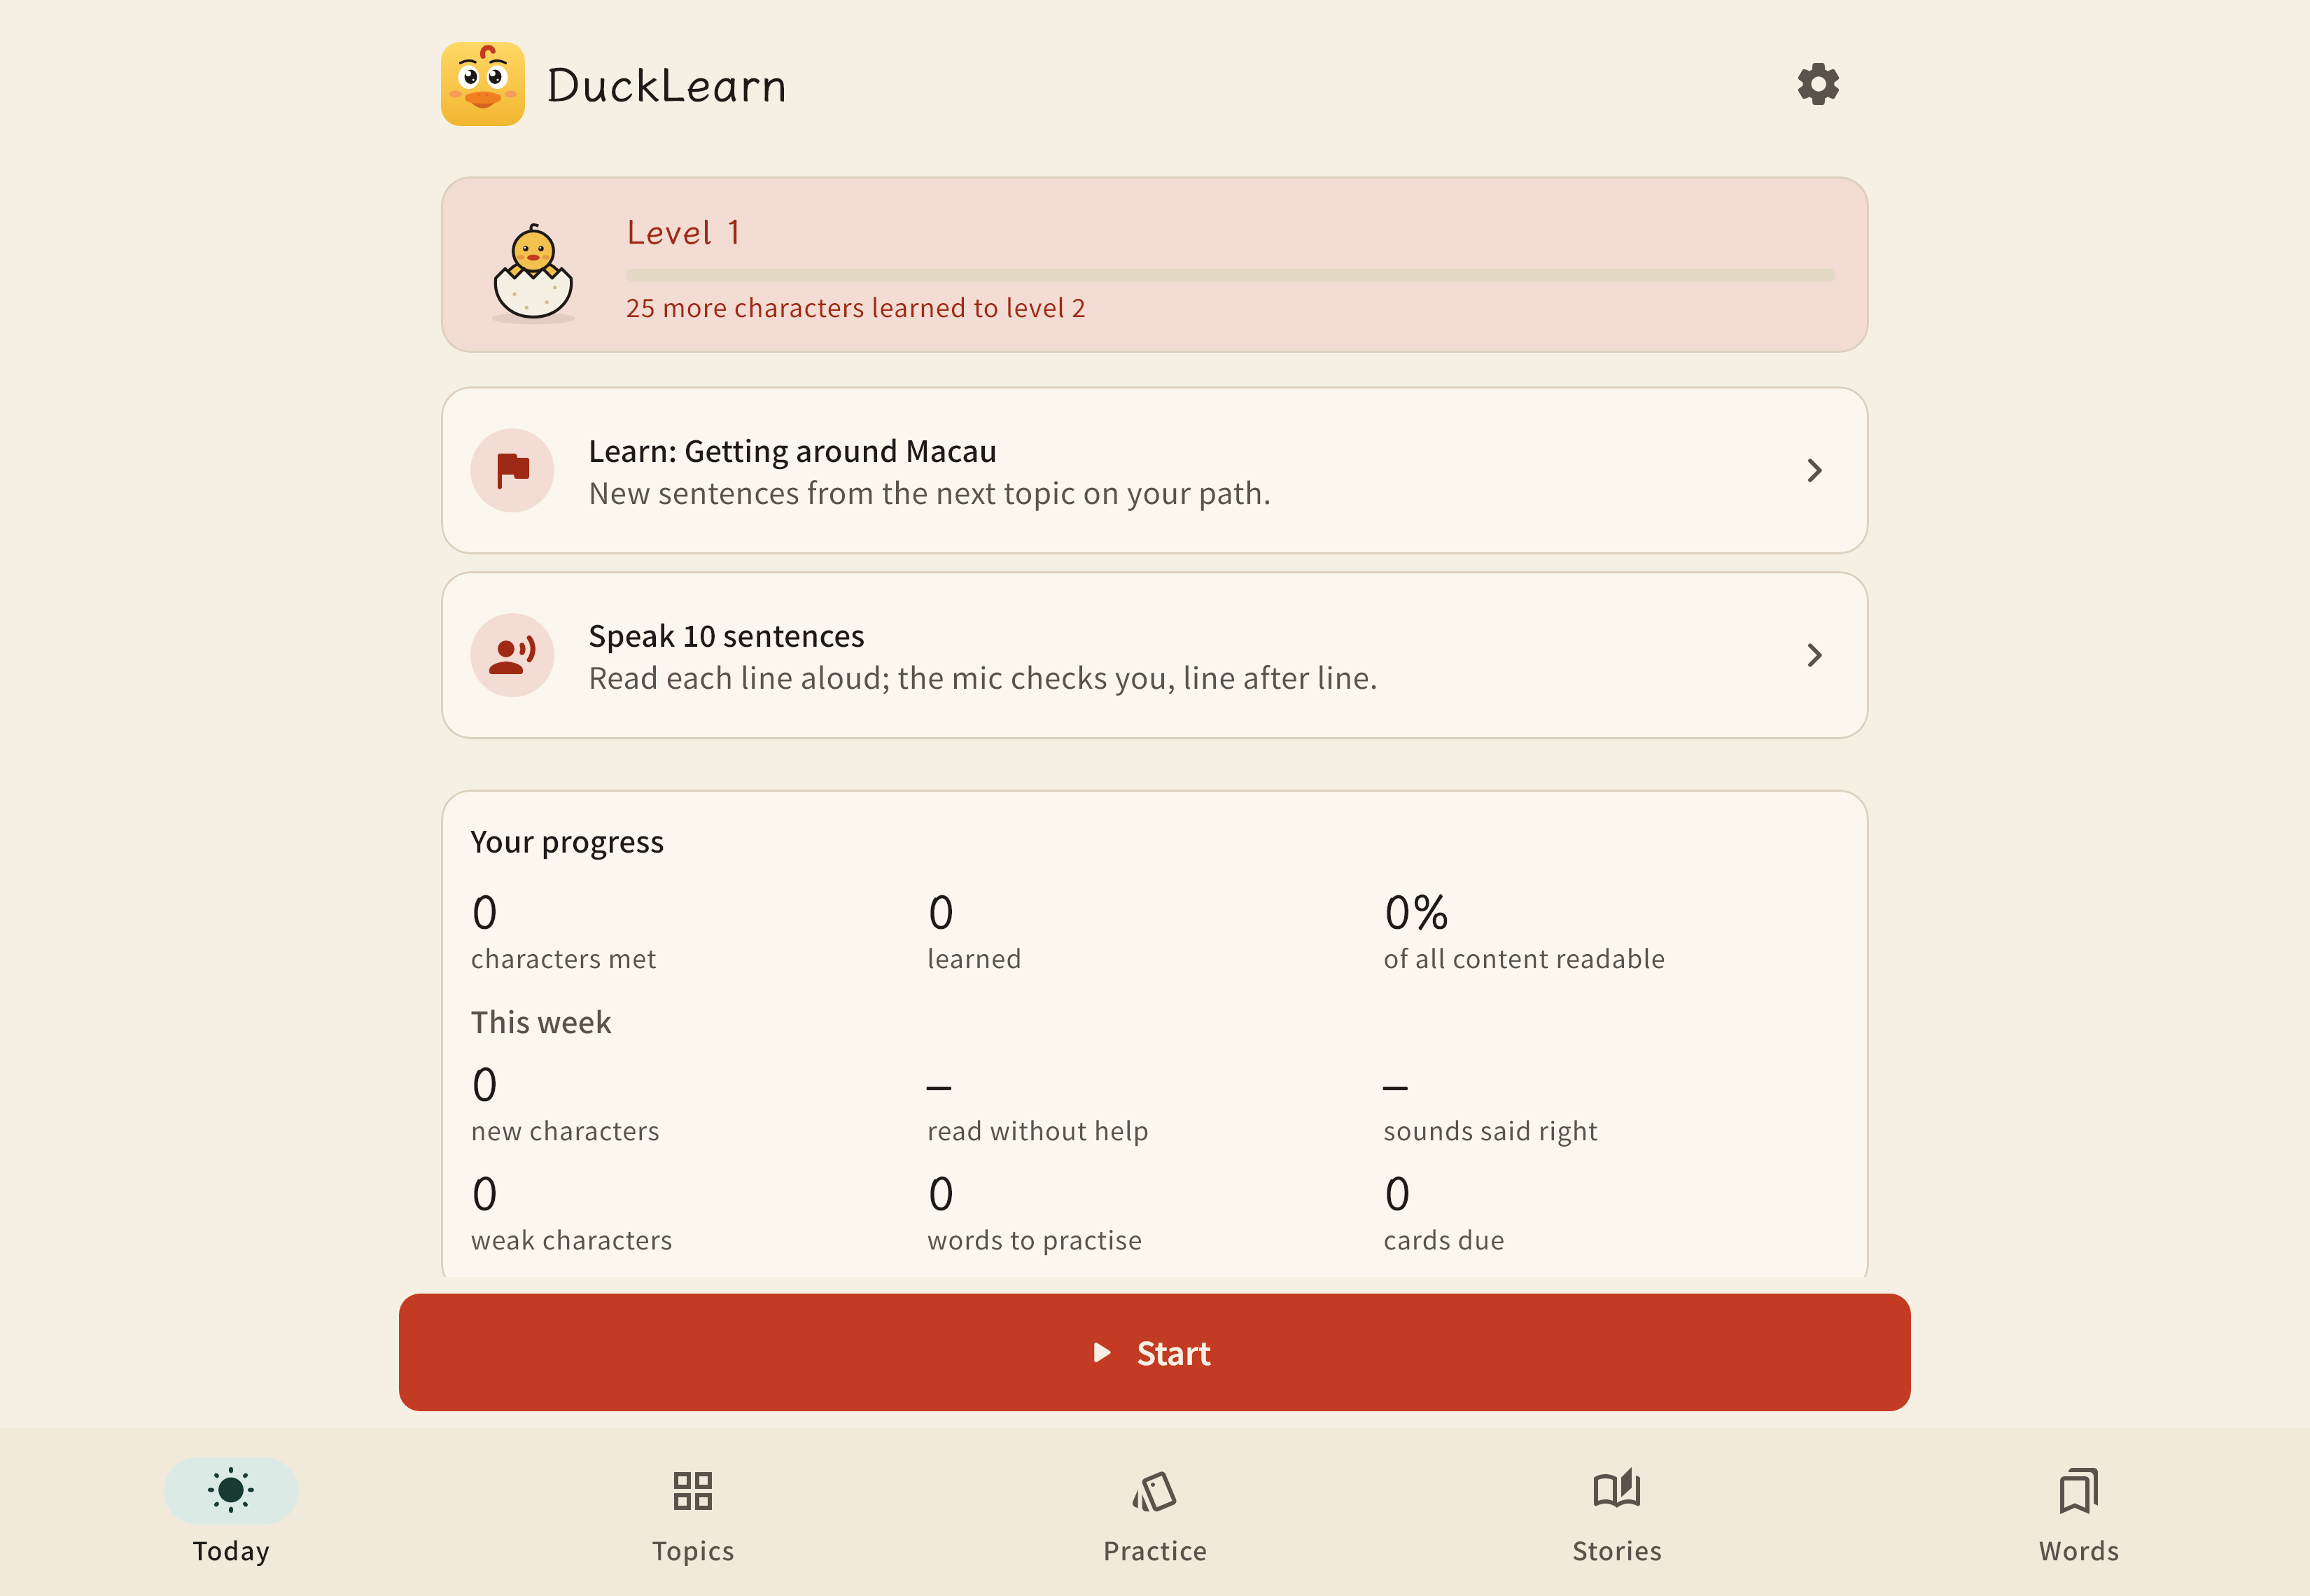 DuckLearn
Level 1
25 more characters learned to level 2
Learn: Getting around Macau
New sentences from the next topic on your path.
Speak 10 sentences
Read each line aloud; the mic checks you, line after line.
Your progress
0 0 0%
characters met learned of all content readable
This week
0 – –
new characters read without help sounds said right
0 0 0
weak characters words to practise cards due
Start
Today Topics Practice Stories Words